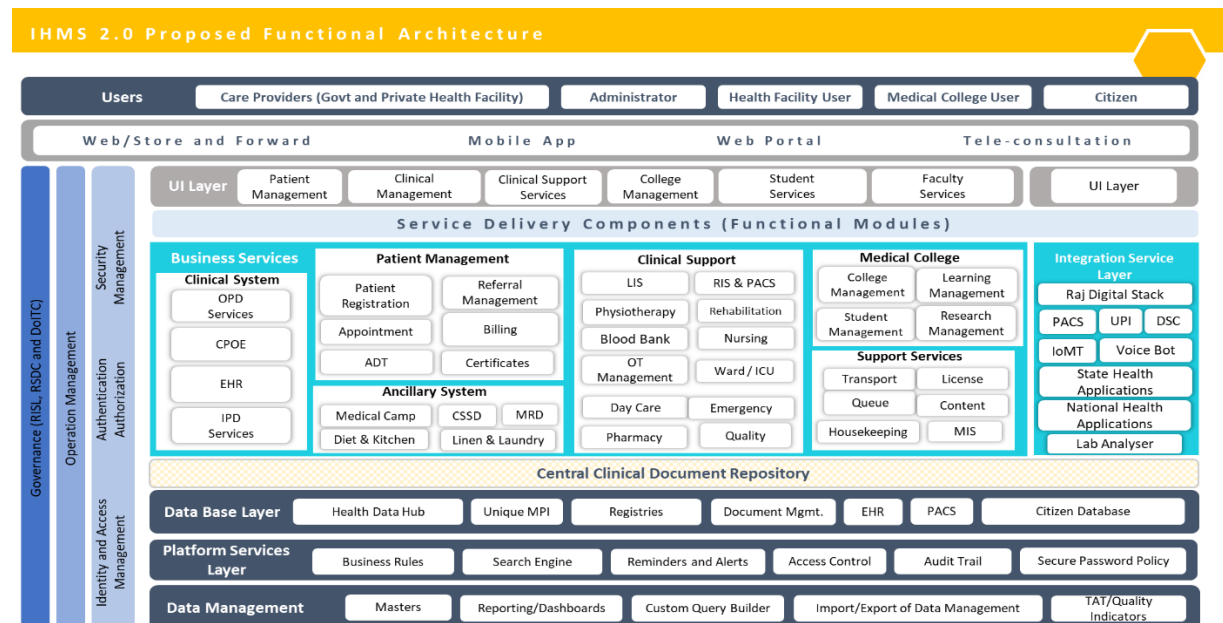 IHMS 2.0 Proposed Functional Architecture
Users
Care Providers (Govt and Private Health Facility)
Administrator
Health Facility User
Medical College User
Citizen
Web/Store and Forward
Mobile App
Web Portal
Tele-consultation
Governance (RISL, RSDC and DoITC)
Operation Management
Security
Management
Authentication
Authorization
Identity and Access
Management
UI Layer
Patient
Management
Clinical
Management
Clinical Support
Services
College
Management
Student
Services
Faculty
Services
UI Layer
Service Delivery Components (Functional Modules)
Business Services
Clinical System
OPD
Services
CPOE
EHR
IPD
Services
Patient Management
Patient
Registration
Referral
Management
Appointment
Billing
ADT
Certificates
Ancillary System
Medical Camp
CSSD
MRD
Diet & Kitchen
Linen & Laundry
Clinical Support
LIS
RIS & PACS
Physiotherapy
Rehabilitation
Blood Bank
Nursing
OT
Management
Ward / ICU
Day Care
Emergency
Pharmacy
Quality
Medical College
College
Management
Learning
Management
Student
Management
Research
Management
Support Services
Transport
License
Queue
Content
Housekeeping
MIS
Integration Service
Layer
Raj Digital Stack
PACS
UPI
DSC
IoMT
Voice Bot
State Health
Applications
National Health
Applications
Lab Analyser
Central Clinical Document Repository
Data Base Layer
Health Data Hub
Unique MPI
Registries
Document Mgmt.
EHR
PACS
Citizen Database
Platform Services
Layer
Business Rules
Search Engine
Reminders and Alerts
Access Control
Audit Trail
Secure Password Policy
Data Management
Masters
Reporting/Dashboards
Custom Query Builder
Import/Export of Data Management
TAT/Quality
Indicators